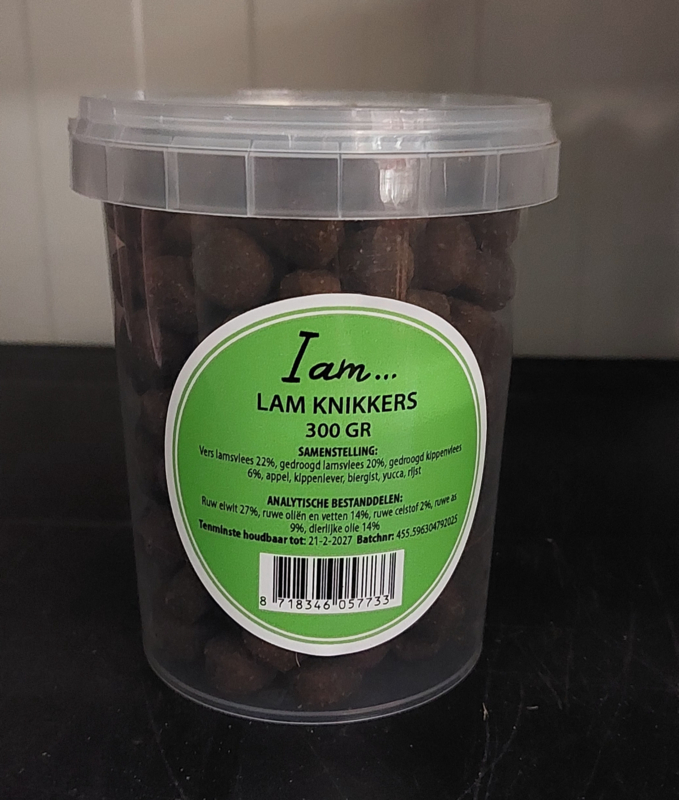 I am...
LAM KNIKKERS
300 GR
SAMENSTELLING:
Vers lamsvlees 22%, gedroogd lamsvlees 20%, gedroogd kippenvlees
6%, appel, kippenlever, biergist, yucca, rijst
ANALYTISCHE BESTANDDELEN:
Ruw eiwit 27%, ruwe oliën en vetten 14%, ruwe celstof 2%, ruwe as
9%, dierlijke olie 14%
Tenminste houdbaar tot: 21-2-2027 Batchnr: 455.596304792025
8 718346 057733